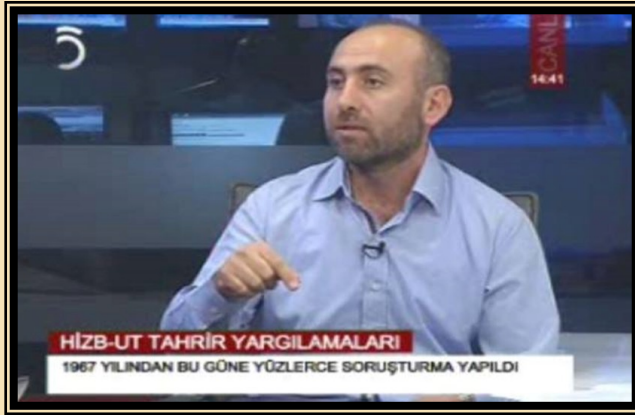 CANLI
14:41
HİZB-UT TAHRİR YARGILAMALARI
1967 YILINDAN BU GÜNE YÜZLERCE SORUŞTURMA YAPILDI